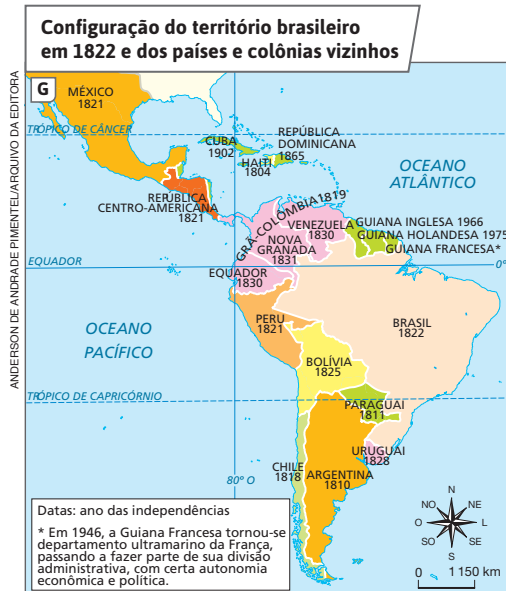 Configuração do território brasileiro
em 1822 e dos países e colônias vizinhos
ANDERSON DE ANDRADE PIMENTEL/ARQUIVO DA EDITORA
G
MÉXICO
1821
TRÓPICO DE CÂNCER
CUBA
1902
REPÚBLICA
DOMINICANA
1865
HAITI
1804
OCEANO
ATLÂNTICO
REPÚBLICA
CENTRO-AMERICANA
1821
GRÃ-COLÔMBIA 1819
VENEZUELA
1830
GUIANA INGLESA 1966
GUIANA HOLANDESA 1975
GUIANA FRANCESA*
NOVA
GRANADA
1831
EQUADOR
0°
EQUADOR
1830
PERU
1821
BRASIL
1822
OCEANO
PACÍFICO
BOLÍVIA
1825
TRÓPICO DE CAPRICÓRNIO
PARAGUAI
1811
URUGUAI
1828
CHILE
1818
ARGENTINA
1810
80° O
Datas: ano das independências
* Em 1946, a Guiana Francesa tornou-se
departamento ultramarino da França,
passando a fazer parte de sua divisão
administrativa, com certa autonomia
econômica e política.
N
NO NE
O L
SO SE
S
0 1 150 km